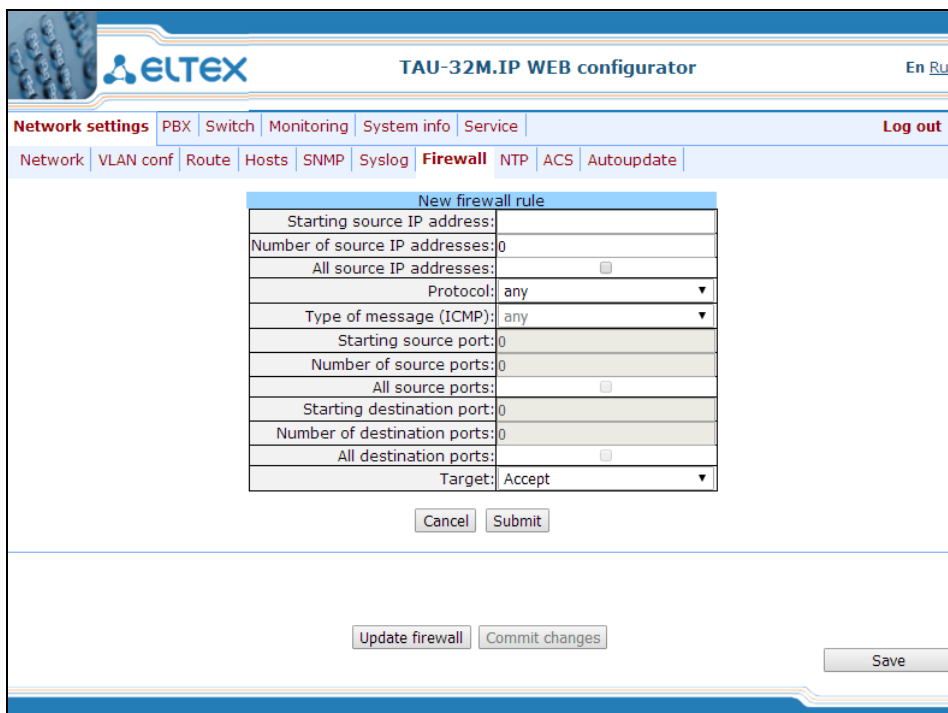 ELTEX
TAU-32M.IP WEB configurator
En Ru
Network settings PBX Switch Monitoring System info Service Log out
Network VLAN conf Route Hosts SNMP Syslog Firewall NTP ACS Autoupdate
New firewall rule
Starting source IP address:
Number of source IP addresses: 0
All source IP addresses:
Protocol: any
Type of message (ICMP): any
Starting source port: 0
Number of source ports: 0
All source ports:
Starting destination port: 0
Number of destination ports: 0
All destination ports:
Target: Accept
Cancel Submit
Update firewall Commit changes
Save